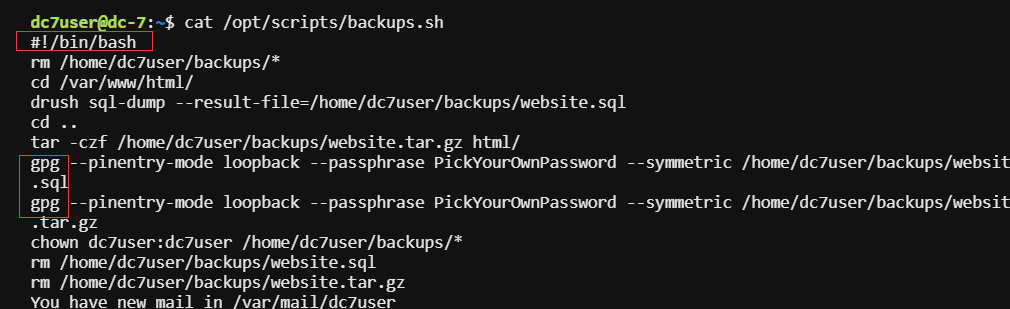 dc7user@dc-7:~$ cat /opt/scripts/backups.sh
#!/bin/bash
rm /home/dc7user/backups/*
cd /var/www/html/
drush sql-dump --result-file=/home/dc7user/backups/website.sql
cd ..
tar -czf /home/dc7user/backups/website.tar.gz html/
gpg --pinentry-mode loopback --passphrase PickYourOwnPassword --symmetric /home/dc7user/backups/websit
.sql
gpg --pinentry-mode loopback --passphrase PickYourOwnPassword --symmetric /home/dc7user/backups/websit
.tar.gz
chown dc7user:dc7user /home/dc7user/backups/*
rm /home/dc7user/backups/website.sql
rm /home/dc7user/backups/website.tar.gz
You have new mail in /var/mail/dc7user